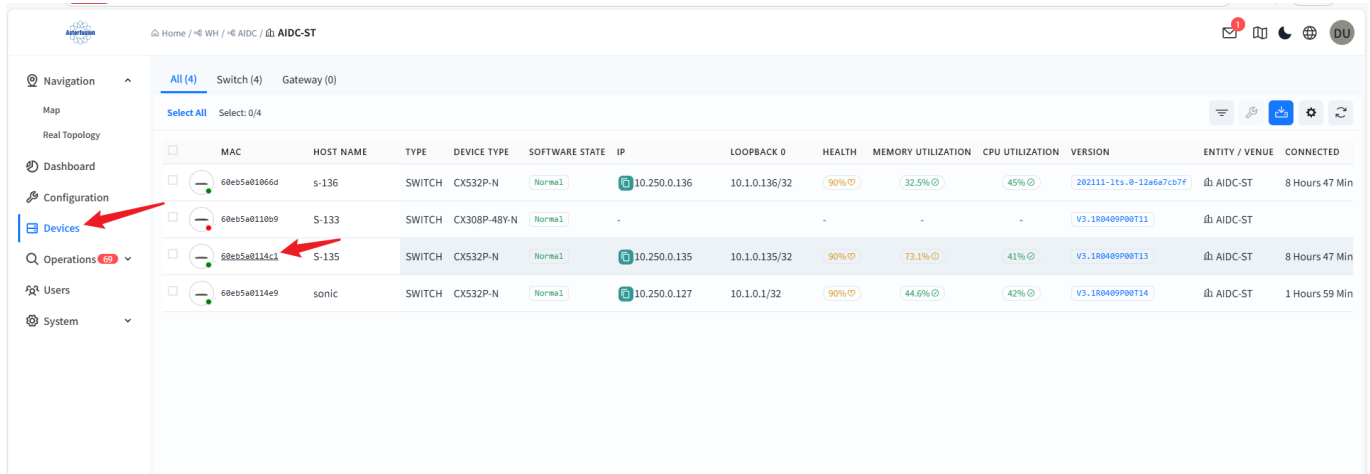 Asterfusion
Home / WH / AIDC / AIDC-ST
1
DU
Navigation
Map
Real Topology
Dashboard
Configuration
Devices
Operations 69
Users
System
All (4) Switch (4) Gateway (0)
Select All Select: 0/4
MAC HOST NAME TYPE DEVICE TYPE SOFTWARE STATE IP LOOPBACK 0 HEALTH MEMORY UTILIZATION CPU UTILIZATION VERSION ENTITY / VENUE CONNECTED
60eb5a01066d s-136 SWITCH CX532P-N Normal 10.250.0.136 10.1.0.136/32 90% 32.5% 45% 202111-lts.0-12a6a7cb7f AIDC-ST 8 Hours 47 Min
60eb5a0110b9 S-133 SWITCH CX308P-48Y-N Normal - - - - V3.1R0409P00T11 AIDC-ST
60eb5a0114c1 S-135 SWITCH CX532P-N Normal 10.250.0.135 10.1.0.135/32 90% 73.1% 41% V3.1R0409P00T13 AIDC-ST 8 Hours 47 Min
60eb5a0114e9 sonic SWITCH CX532P-N Normal 10.250.0.127 10.1.0.1/32 90% 44.6% 42% V3.1R0409P00T14 AIDC-ST 1 Hours 59 Min